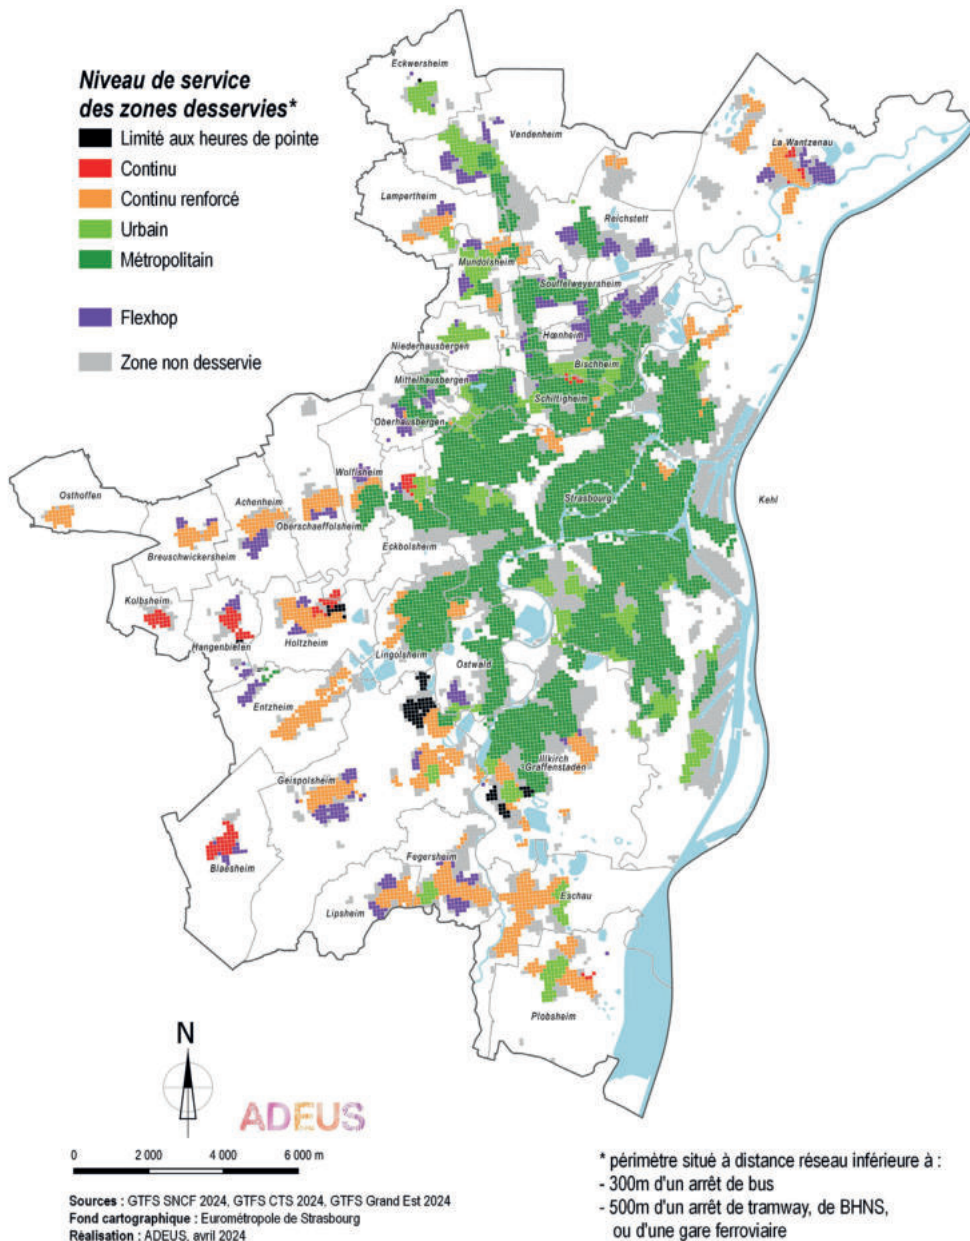 Niveau de service
des zones desservies*
Limité aux heures de pointe
Continu
Continu renforcé
Urbain
Métropolitain
Flexhop
Zone non desservie
Eckwersheim
Vendenheim
La Wantzenau
Lampertheim
Reichstett
Mundolsheim
Souffelweyersheim
Hœnheim
Niederhausbergen
Bischheim
Mittelhausbergen
Schiltigheim
Oberhausbergen
Wolfisheim
Osthoffen
Achenheim
Strasbourg
Kehl
Oberschaeffolsheim
Breuschwickersheim
Eckbolsheim
Kolbsheim
Hangenbieten
Holtzheim
Lingolsheim
Ostwald
Entzheim
Illkirch
Graffenstaden
Geispolsheim
Blaesheim
Fegersheim
Eschau
Lipsheim
Plobsheim
N
ADEUS
0 2 000 4 000 6 000 m
Sources : GTFS SNCF 2024, GTFS CTS 2024, GTFS Grand Est 2024
Fond cartographique : Eurométropole de Strasbourg
Réalisation : ADEUS, avril 2024
* périmètre situé à distance réseau inférieure à :
- 300m d'un arrêt de bus
- 500m d'un arrêt de tramway, de BHNS,
ou d'une gare ferroviaire